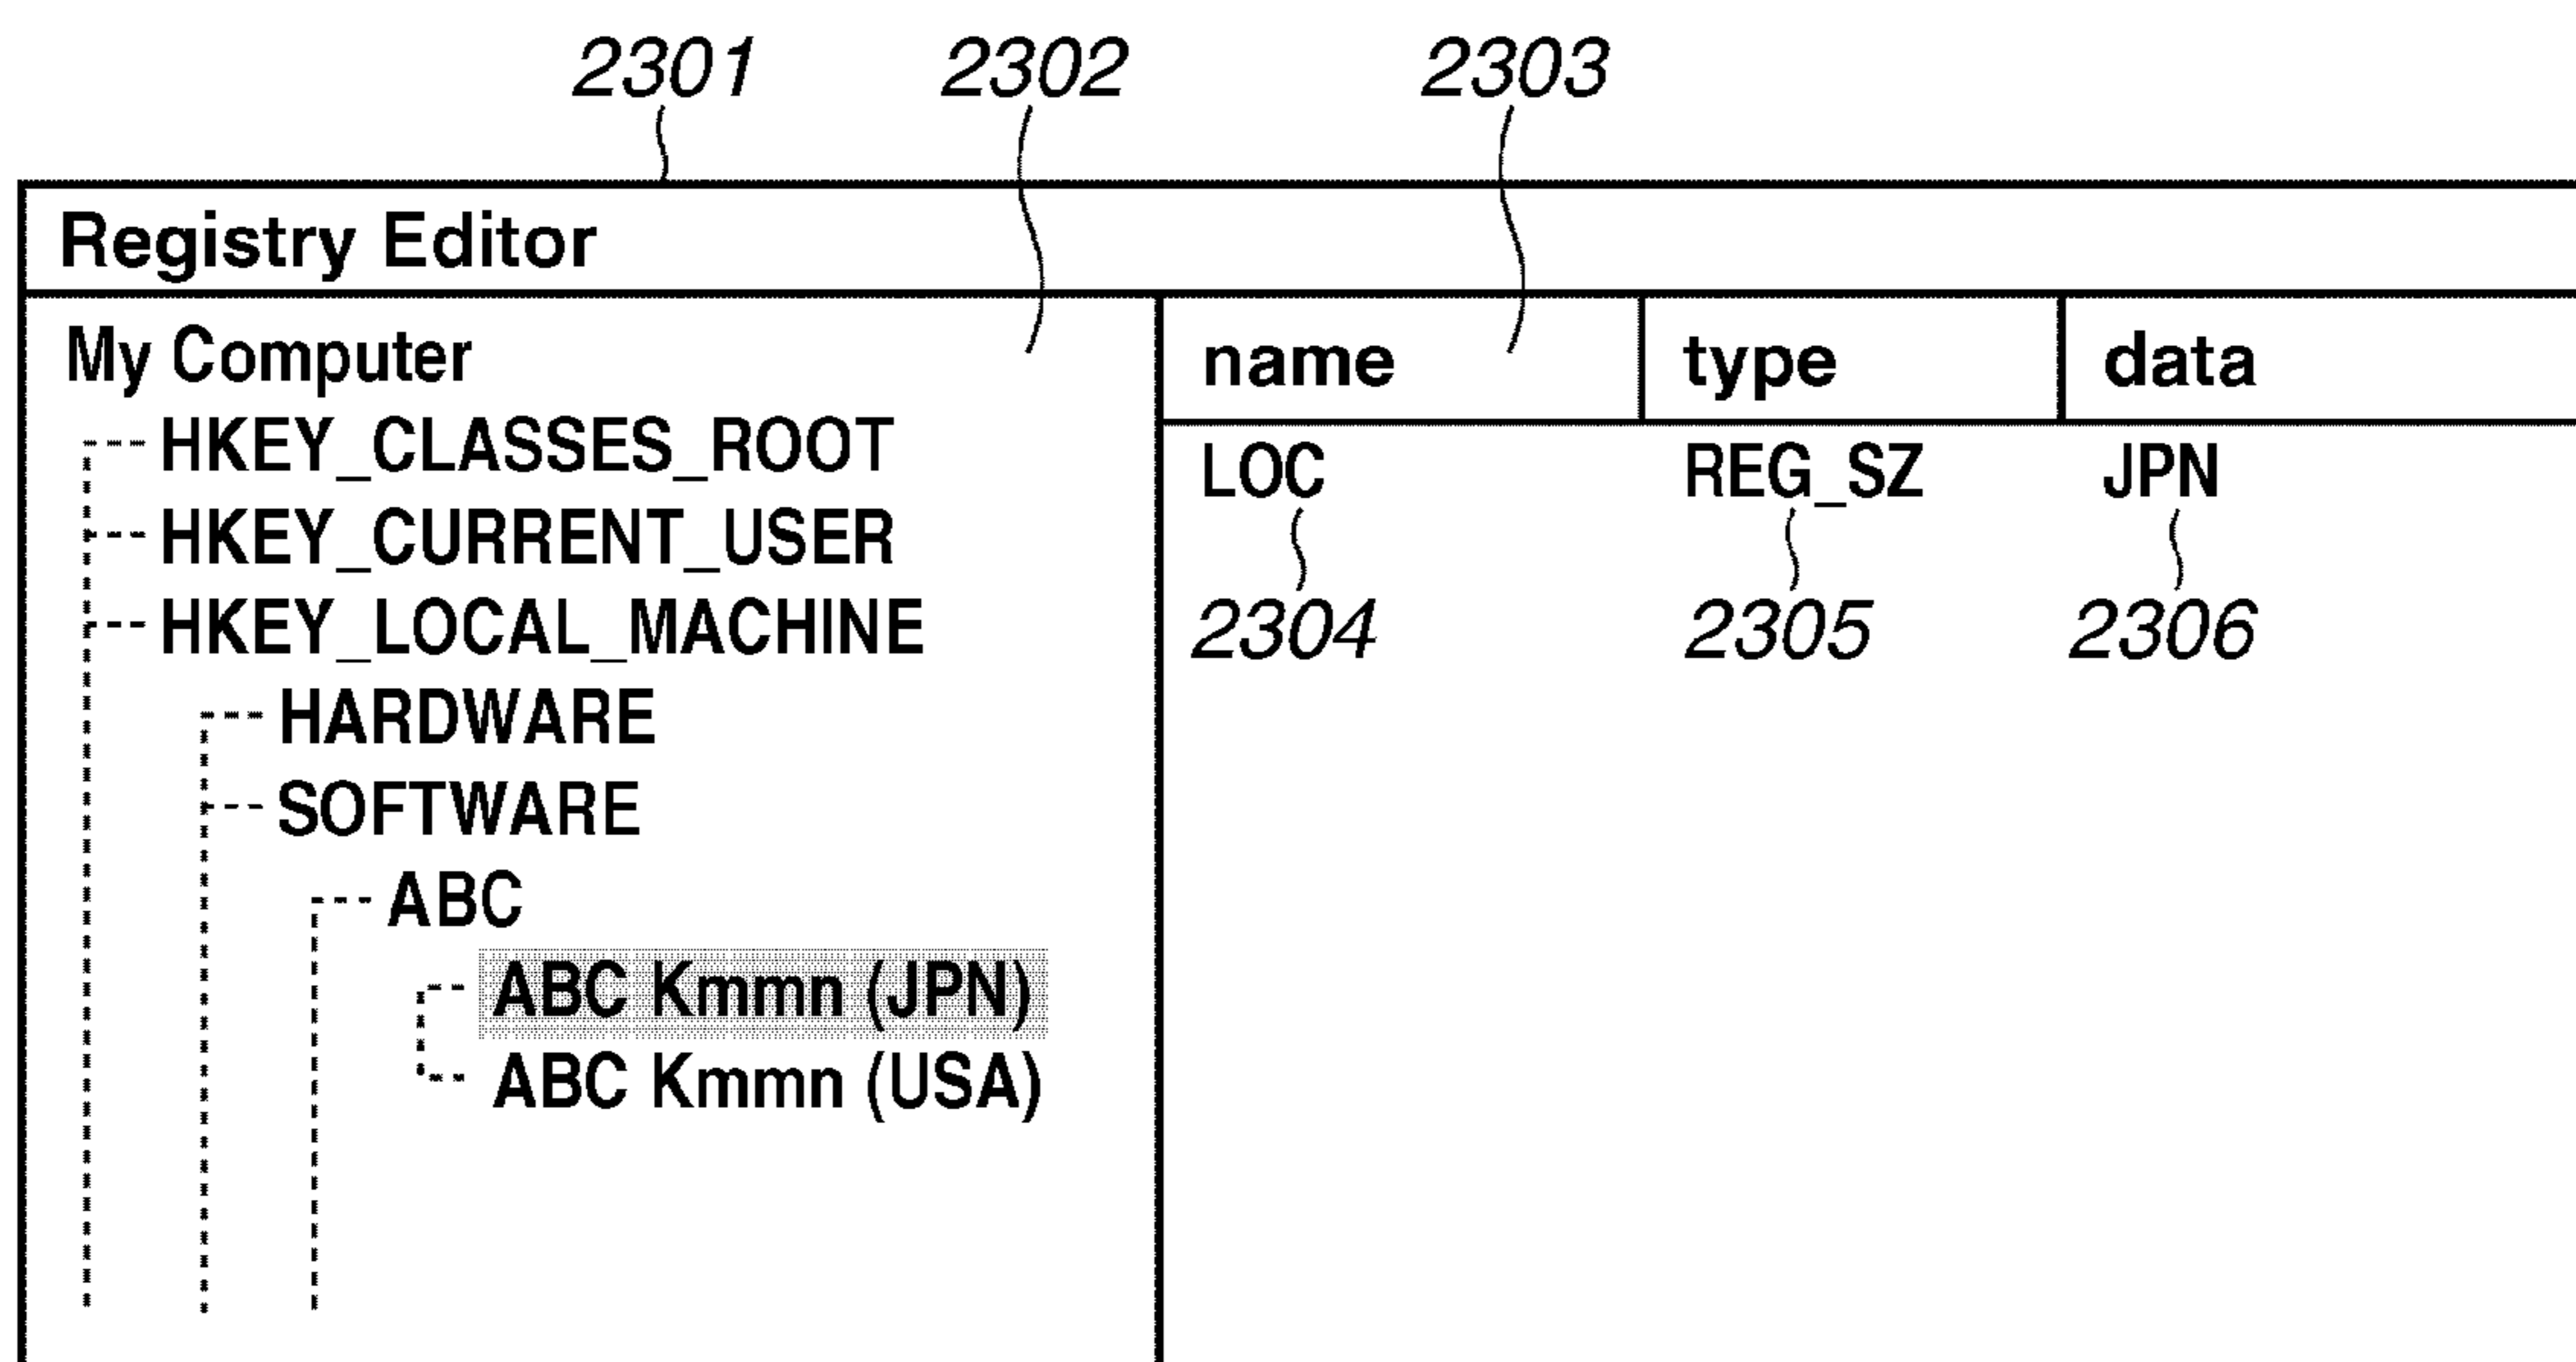 2301 2302 2303
Registry Editor
My Computer
HKEY_CLASSES_ROOT
HKEY_CURRENT_USER
HKEY_LOCAL_MACHINE
HARDWARE
SOFTWARE
ABC
ABC Kmmn (JPN)
ABC Kmmn (USA)
name type data
LOC REG_SZ JPN
2304 2305 2306